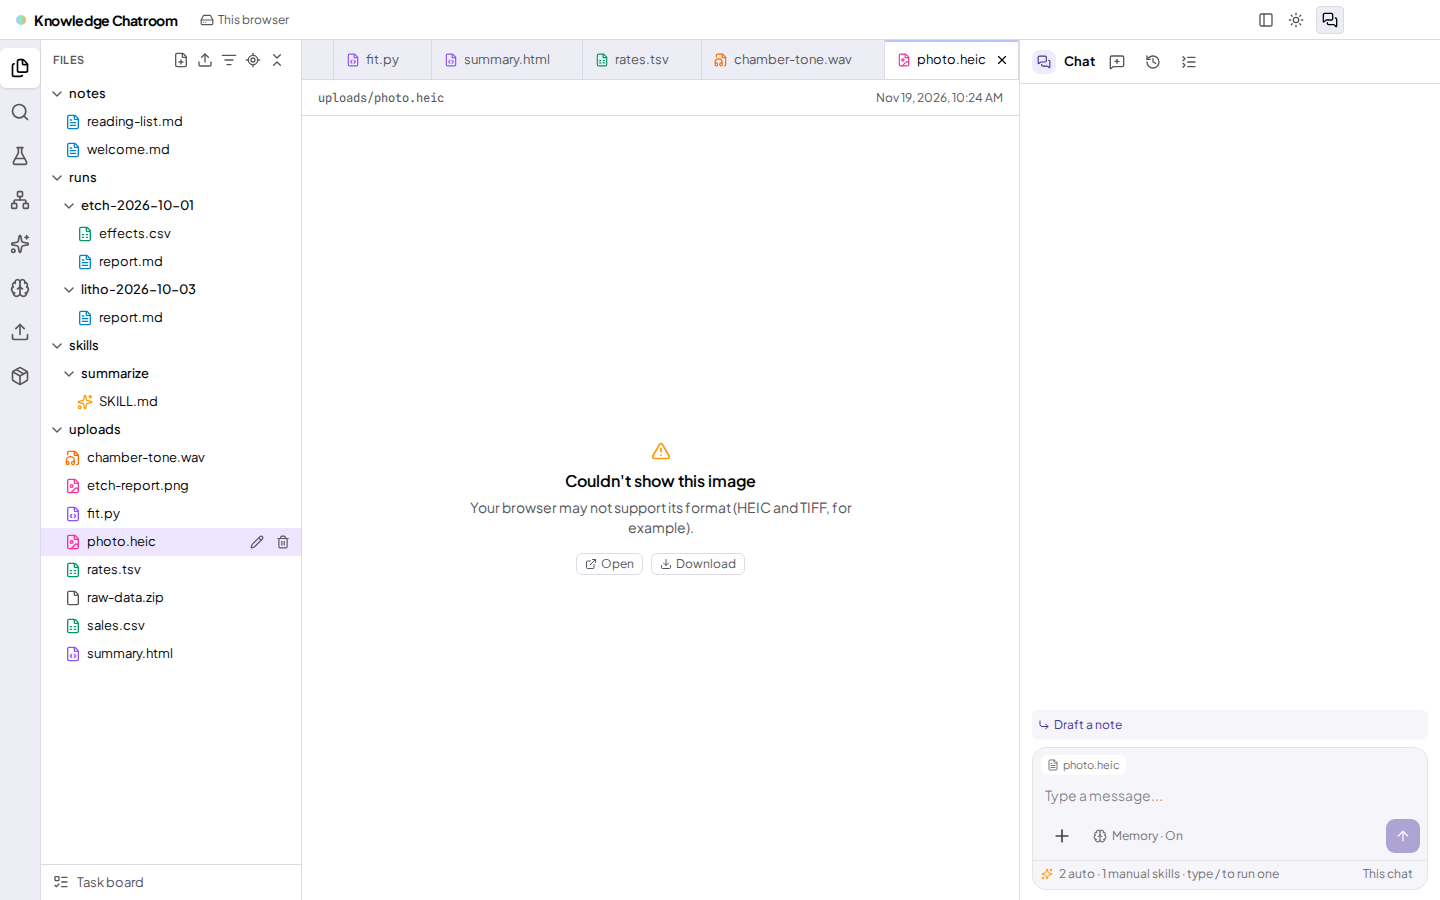 Knowledge Chatroom
This browser
FILES
notes
reading-list.md
welcome.md
runs
etch-2026-10-01
effects.csv
report.md
litho-2026-10-03
report.md
skills
summarize
SKILL.md
uploads
chamber-tone.wav
etch-report.png
fit.py
photo.heic
rates.tsv
raw-data.zip
sales.csv
summary.html
Task board
fit.py
summary.html
rates.tsv
chamber-tone.wav
photo.heic
uploads/photo.heic
Nov 19, 2026, 10:24 AM
Couldn't show this image
Your browser may not support its format (HEIC and TIFF, for
example).
Open
Download
Chat
Draft a note
photo.heic
Type a message...
Memory · On
2 auto · 1 manual skills · type / to run one
This chat